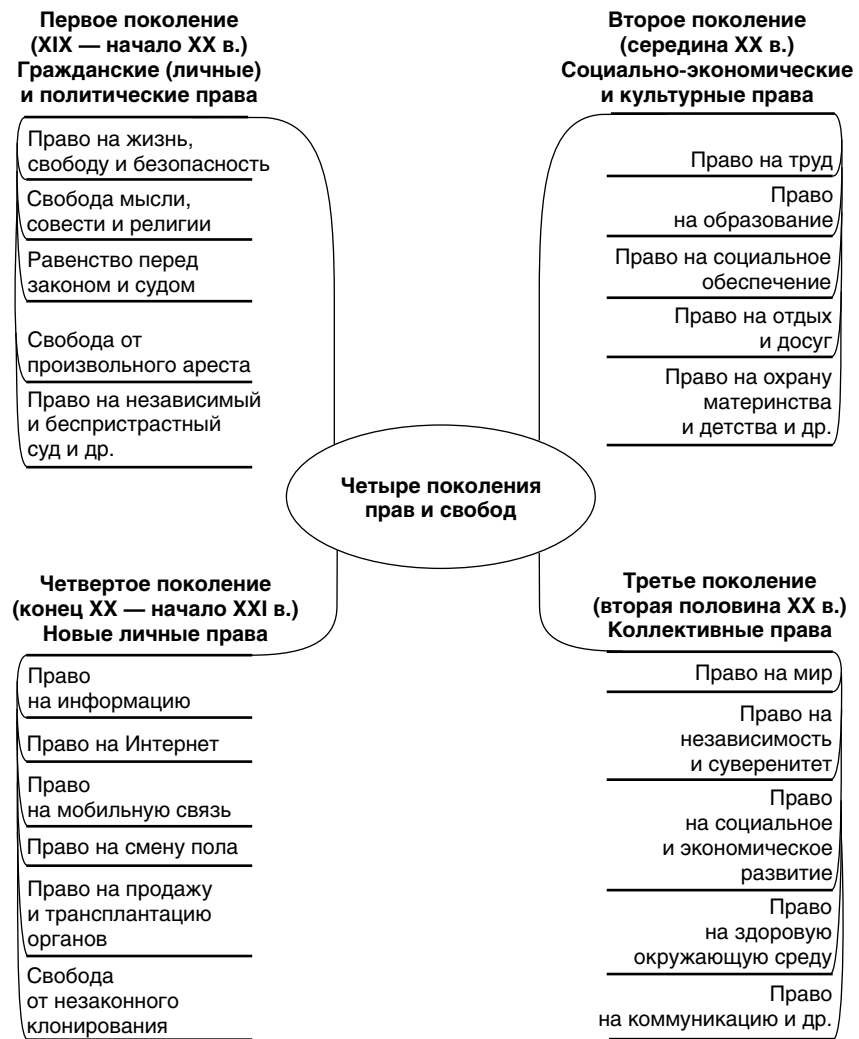 Первое поколение
(XIX — начало XX в.)
Гражданские (личные)
и политические права
Право на жизнь,
свободу и безопасность
Свобода мысли,
совести и религии
Равенство перед
законом и судом
Свобода от
произвольного ареста
Право на независимый
и беспристрастный
суд и др.
Второе поколение
(середина XX в.)
Социально-экономические
и культурные права
Право на труд
Право
на образование
Право на социальное
обеспечение
Право на отдых
и досуг
Право на охрану
материнства
и детства и др.
Четыре поколения
прав и свобод
Четвертое поколение
(конец XX — начало XXI в.)
Новые личные права
Право
на информацию
Право на Интернет
Право
на мобильную связь
Право на смену пола
Право на продажу
и трансплантацию
органов
Свобода
от незаконного
клонирования
Третье поколение
(вторая половина XX в.)
Коллективные права
Право на мир
Право на
независимость
и суверенитет
Право
на социальное
и экономическое
развитие
Право
на здоровую
окружающую среду
Право
на коммуникацию и др.